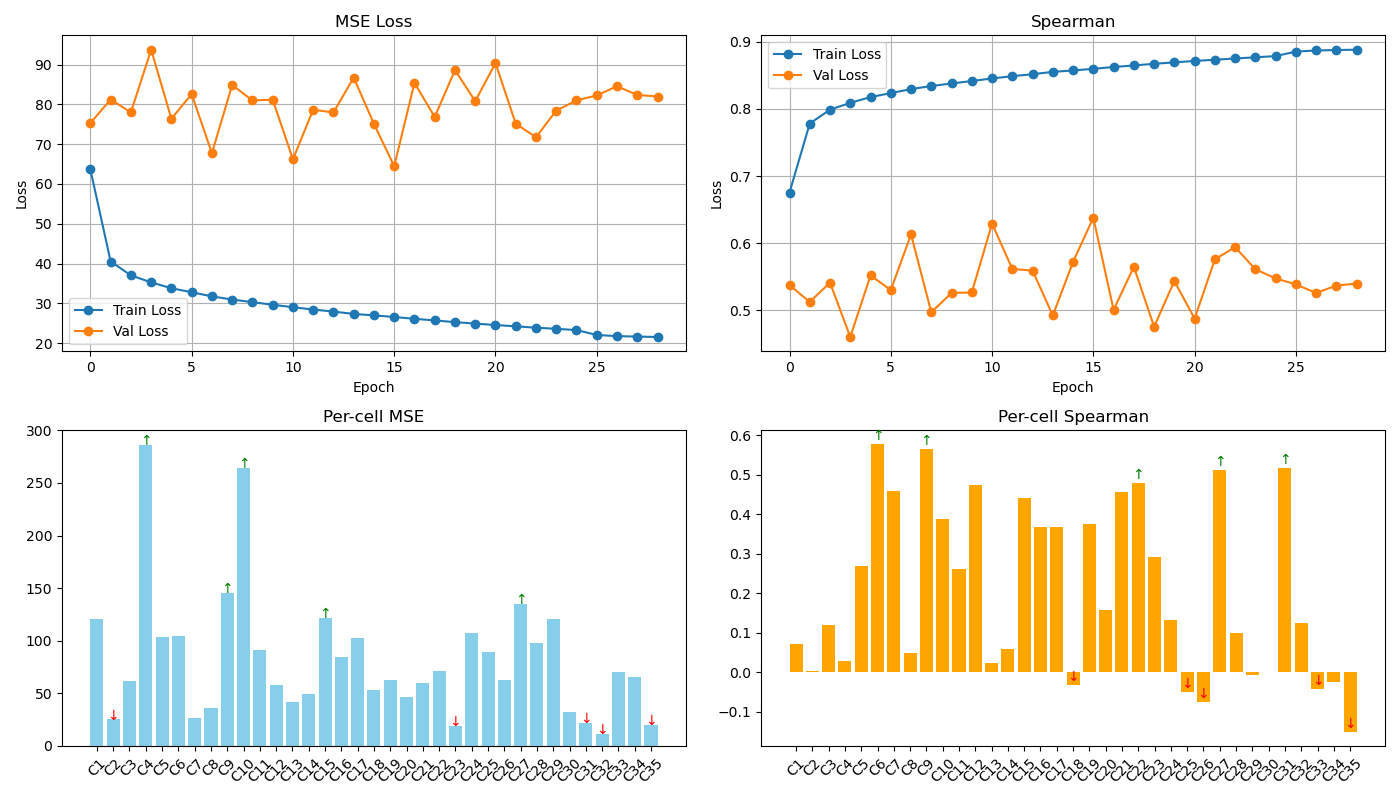 MSE Loss
Loss
90
80
70
60
50
40
30
20
Train Loss
Val Loss
0 5 10 15 20 25
Epoch
Spearman
Loss
0.9
0.8
0.7
0.6
0.5
Train Loss
Val Loss
0 5 10 15 20 25
Epoch
Per-cell MSE
300
250
200
150
100
50
0
↑ ↓ ↑ ↑ ↑ ↑ ↓ ↑ ↓ ↓ ↓
C1 C2 C3 C4 C5 C6 C7 C8 C9 C10 C11 C12 C13 C14 C15 C16 C17 C18 C19 C20 C21 C22 C23 C24 C25 C26 C27 C28 C29 C30 C31 C32 C33 C34 C35
Per-cell Spearman
0.6
0.5
0.4
0.3
0.2
0.1
0.0
−0.1
↑ ↑ ↓ ↑ ↓ ↓ ↑ ↑ ↓ ↓
C1 C2 C3 C4 C5 C6 C7 C8 C9 C10 C11 C12 C13 C14 C15 C16 C17 C18 C19 C20 C21 C22 C23 C24 C25 C26 C27 C28 C29 C30 C31 C32 C33 C34 C35